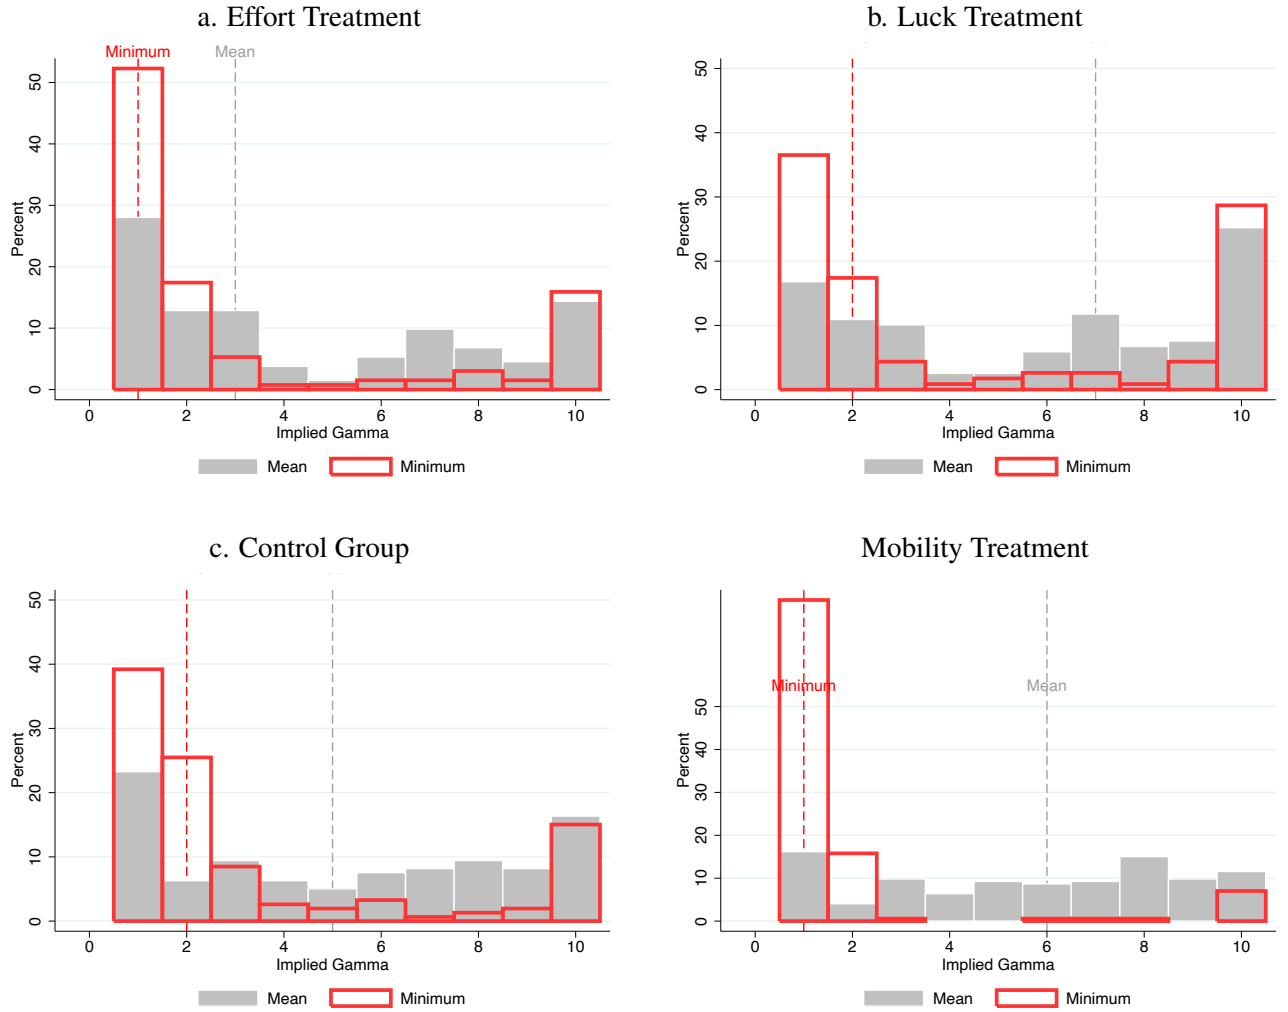 a. Effort Treatment
Minimum Mean
Percent
50
40
30
20
10
0
0 2 4 6 8 10
Implied Gamma
Mean Minimum
b. Luck Treatment
Percent
50
40
30
20
10
0
0 2 4 6 8 10
Implied Gamma
Mean Minimum
c. Control Group
Percent
50
40
30
20
10
0
0 2 4 6 8 10
Implied Gamma
Mean Minimum
Mobility Treatment
Minimum Mean
Percent
50
40
30
20
10
0
0 2 4 6 8 10
Implied Gamma
Mean Minimum